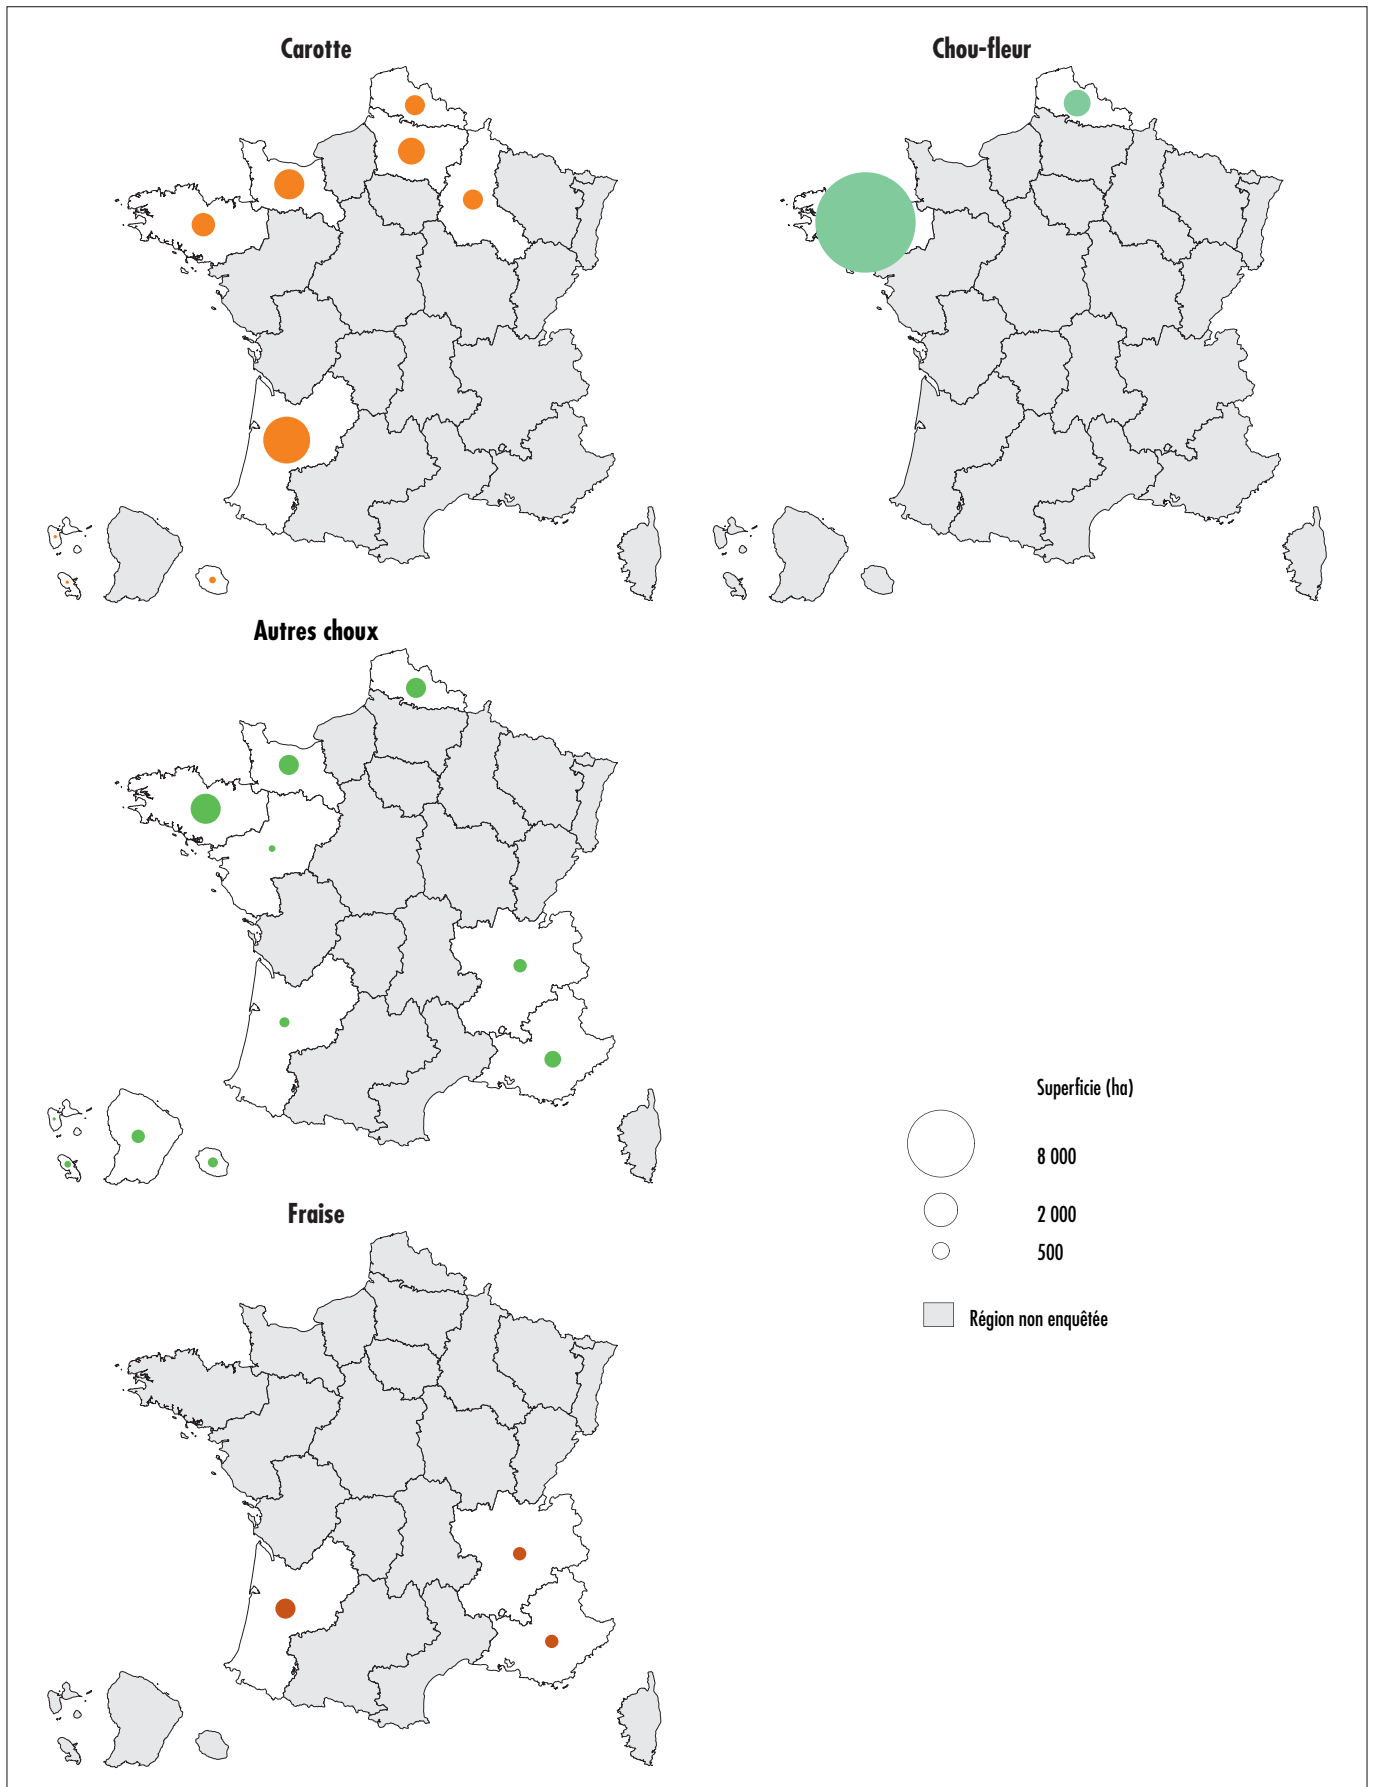 Carotte
Chou-fleur
Autres choux
Superficie (ha)
8 000
2 000
500
Région non enquêtée
Fraise